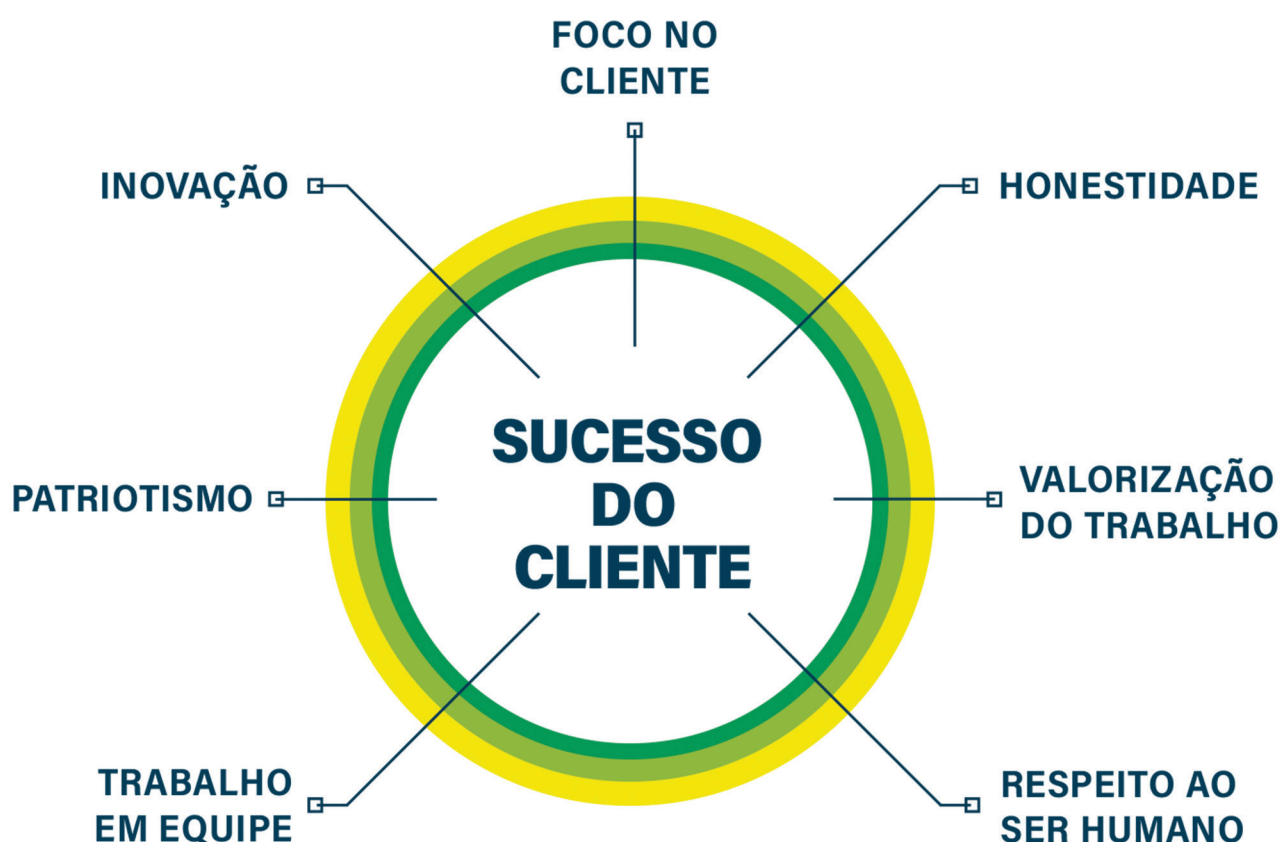 FOCO NO
CLIENTE
INOVAÇÃO
HONESTIDADE
SUCESSO
DO
CLIENTE
PATRIOTISMO
VALORIZAÇÃO
DO TRABALHO
TRABALHO
EM EQUIPE
RESPEITO AO
SER HUMANO